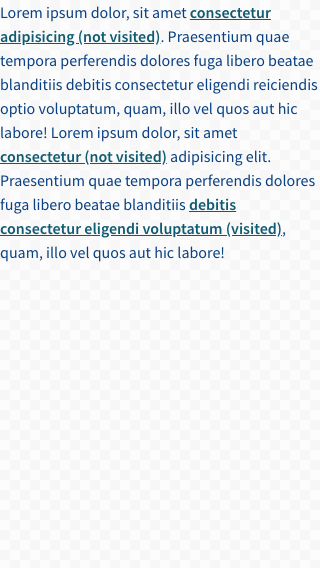 Lorem ipsum dolor, sit amet consectetur
adipisicing (not visited). Praesentium quae
tempora perferendis dolores fuga libero beatae
blanditiis debitis consectetur eligendi reiciendis
optio voluptatum, quam, illo vel quos aut hic
labore! Lorem ipsum dolor, sit amet
consectetur (not visited) adipisicing elit.
Praesentium quae tempora perferendis dolores
fuga libero beatae blanditiis debitis
consectetur eligendi voluptatum (visited),
quam, illo vel quos aut hic labore!